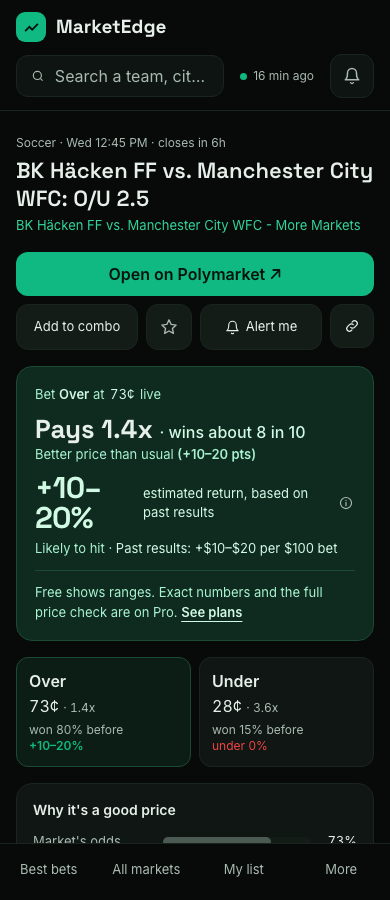 MarketEdge
Search a team, cit...
16 min ago
Soccer · Wed 12:45 PM · closes in 6h
BK Häcken FF vs. Manchester City
WFC: O/U 2.5
BK Häcken FF vs. Manchester City WFC - More Markets
Open on Polymarket ↗
Add to combo
Alert me
Bet Over at 73¢ live
Pays 1.4x · wins about 8 in 10
Better price than usual (+10–20 pts)
+10–
20%
estimated return, based on
past results
Likely to hit · Past results: +$10–$20 per $100 bet
Free shows ranges. Exact numbers and the full
price check are on Pro. See plans
Over
73¢ · 1.4x
won 80% before
+10–20%
Under
28¢ · 3.6x
won 15% before
under 0%
Why it's a good price
Market's odds 73%
Best bets
All markets
My list
More